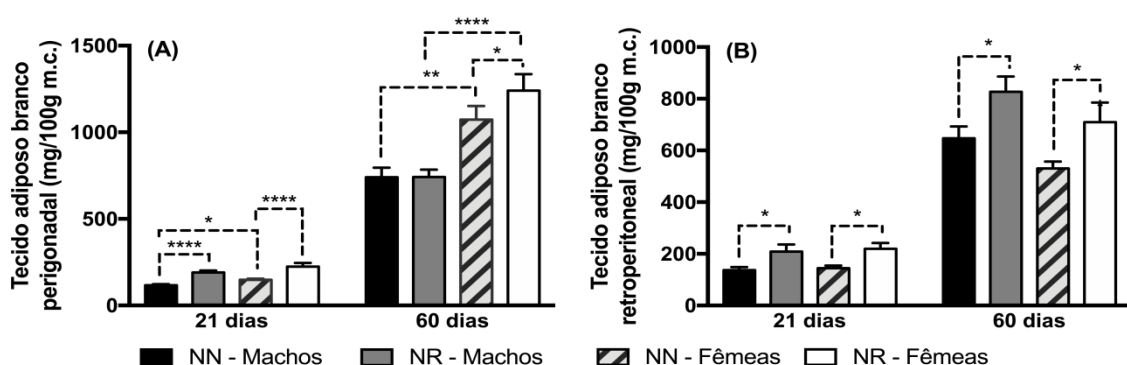 Tecido adiposo branco
perigonadal (mg/100g m.c.)
(A)
1500
1000
500
0
****
*
****
****
**
*
21 dias
60 dias
Tecido adiposo branco
retroperitoneal (mg/100g m.c.)
(B)
1000
800
600
400
200
0
*
*
*
*
21 dias
60 dias
NN - Machos
NR - Machos
NN - Fêmeas
NR - Fêmeas